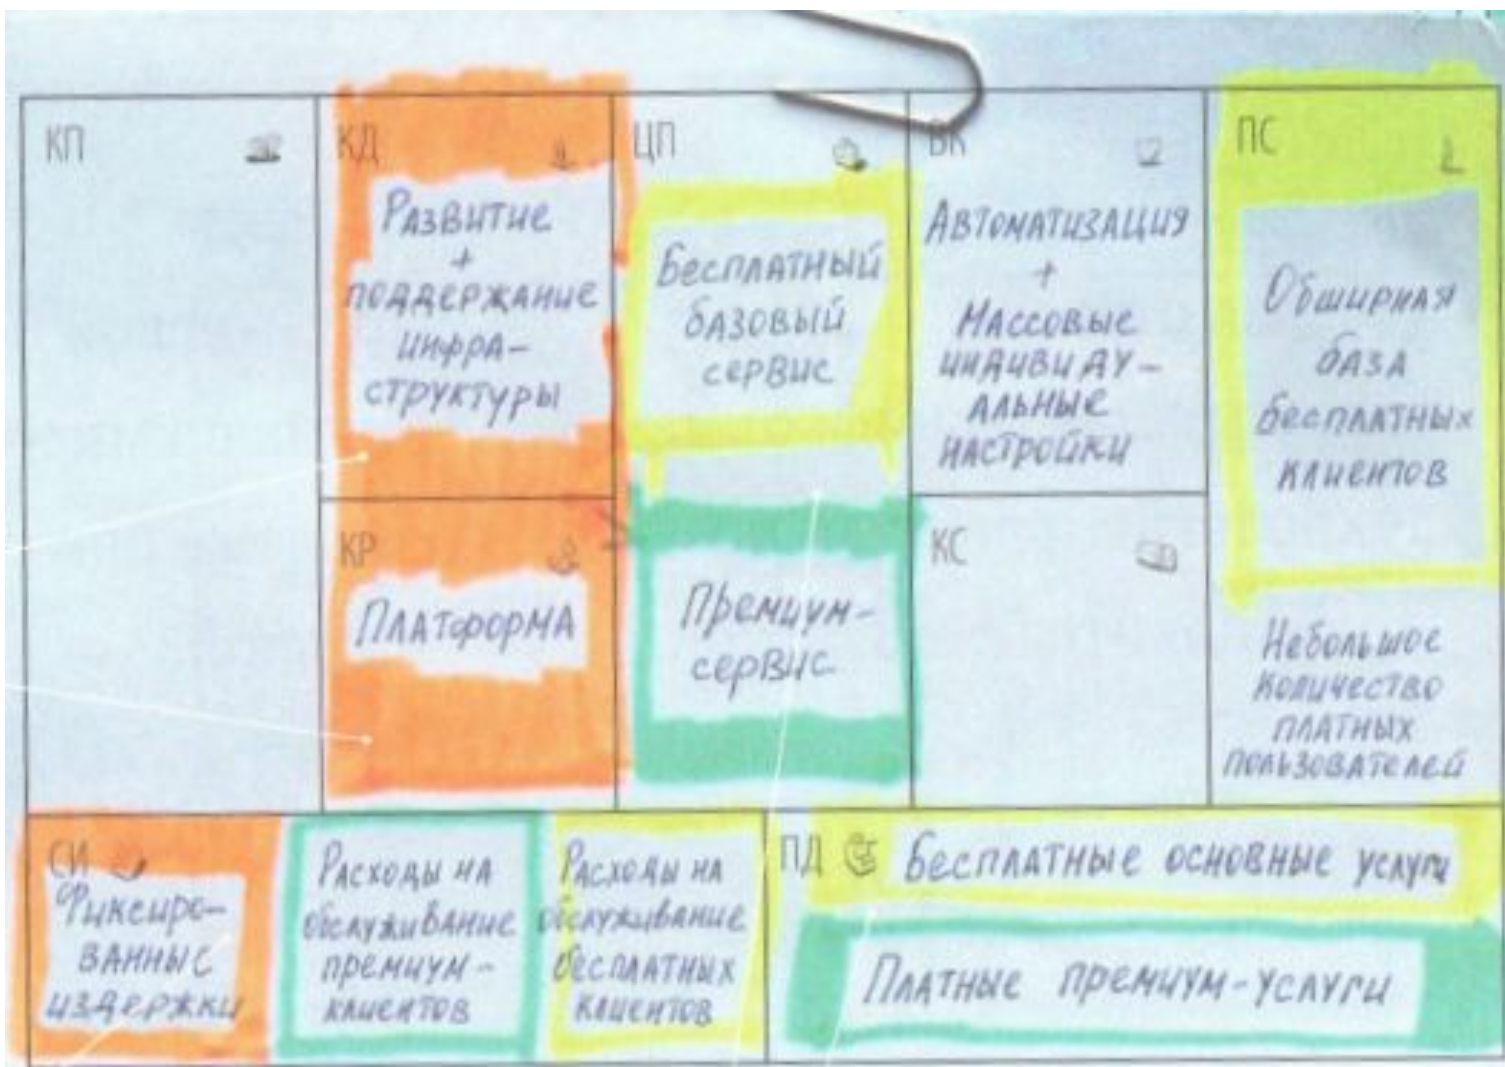 КП
КД
Развитие
+
поддержание
инфра-
структуры
КР
Платформа
ЦП
Бесплатный
базовый
сервис
Премиум-
сервис
ВК
Автоматизация
+
Массовые
индивиду-
альные
настройки
КС
ПС
Обширная
база
бесплатных
клиентов
Небольшое
количество
платных
пользователей
СИ
Фиксиро-
ванные
издержки
Расходы на
обслуживание
премиум-
клиентов
Расходы на
обслуживание
бесплатных
клиентов
ПД
Бесплатные основные услуги
Платные премиум-услуги